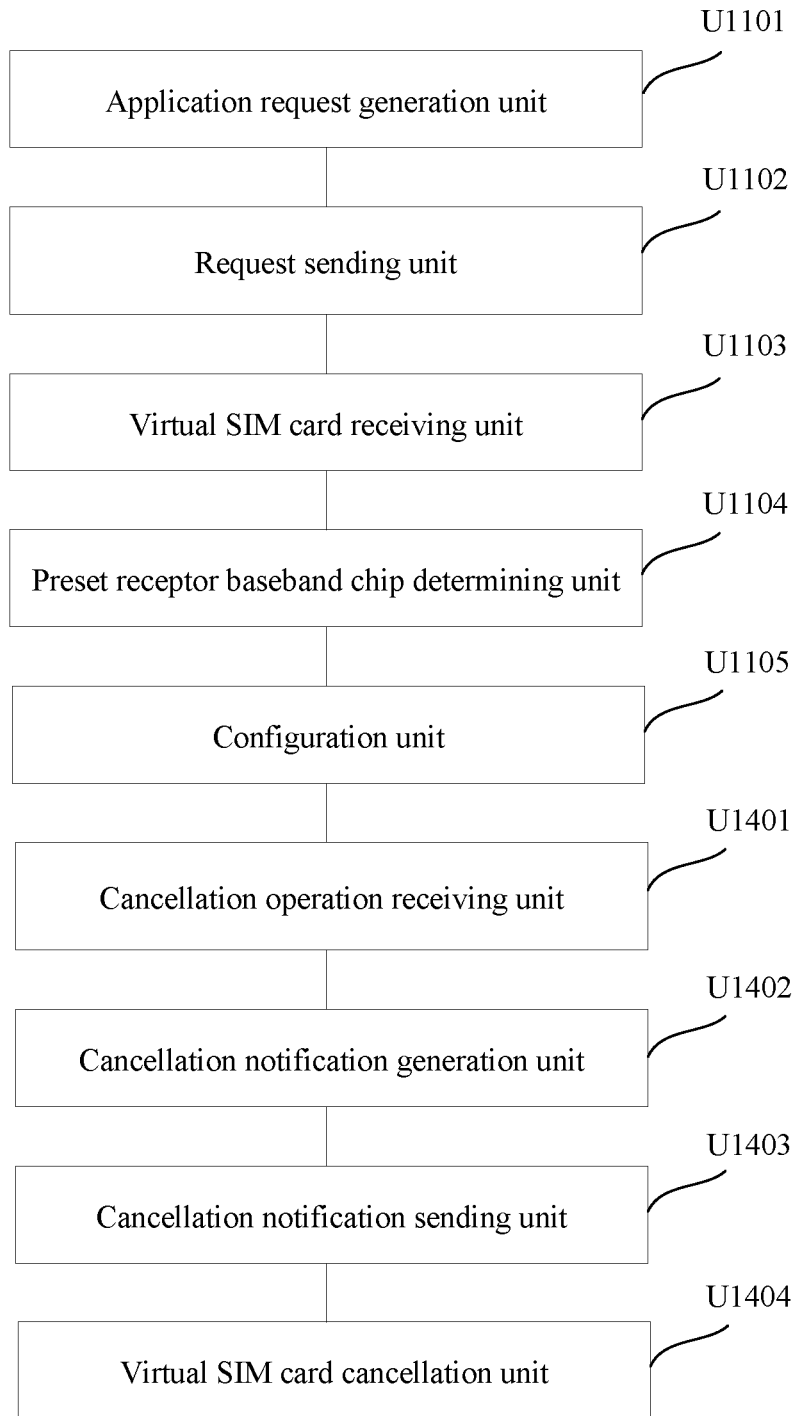 U1101
Application request generation unit
U1102
Request sending unit
U1103
Virtual SIM card receiving unit
U1104
Preset receptor baseband chip determining unit
U1105
Configuration unit
U1401
Cancellation operation receiving unit
U1402
Cancellation notification generation unit
U1403
Cancellation notification sending unit
U1404
Virtual SIM card cancellation unit